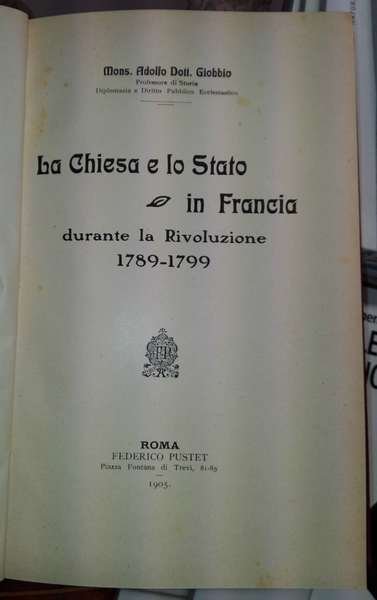 Mons. Adolfo Dott. Giobbio
Professore di Storia
Diplomazia e Diritto Pubblico Ecclesiastico
La Chiesa e lo Stato
in Francia
durante la Rivoluzione
1789-1799
ROMA
FEDERICO PUSTET
Piazza Fontana di Trevi, 81-85
1905.